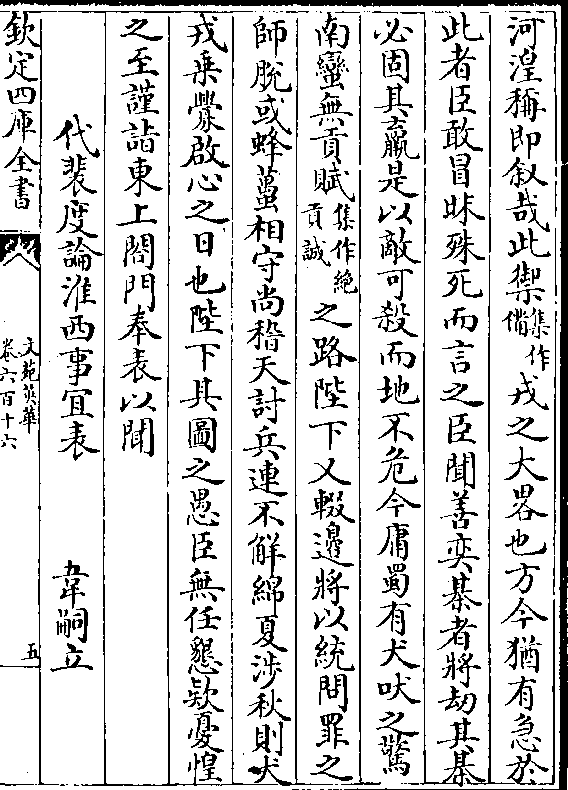 河湟稱即叙哉此禦集作備戎之大畧也方今猶有急於
此者臣敢冒昧殊死而言之臣聞善奕棊者將劫其棊
必固其羸是以敵可殺而地不危今庸蜀有犬吠之驚
南蠻無貢賦集作絶貢誠之路陛下乂輟邉將以統問罪之
師脱或蜂蠆相守尚稽天討兵連不觧綿夏涉秋則犬
戎乗釁啟心之日也陛下其圖之愚臣無任懇欵憂惶
之至謹詣東上閤門奉表以聞
代裴度論淮西事宜表 韋嗣立
欽定四庫全書
文苑英華
卷六百十六
五